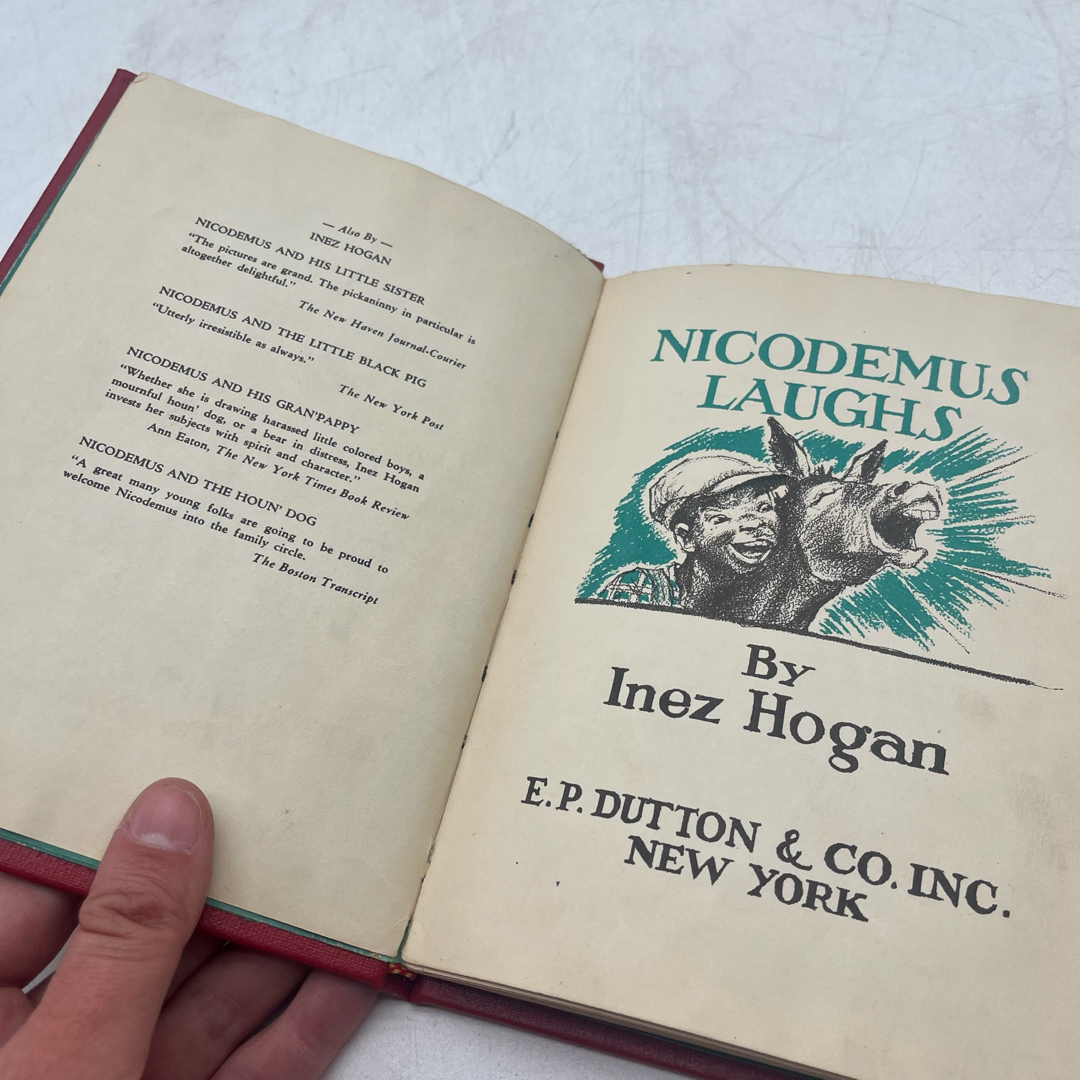 — Also By —
INEZ HOGAN
NICODEMUS AND HIS LITTLE SISTER
"The pictures are grand. The pickaninny in particular is
altogether delightful."
The New Haven Journal-Courier
NICODEMUS AND THE LITTLE BLACK PIG
"Utterly irresistible as always."
The New York Post
NICODEMUS AND HIS GRAN'PAPPY
"Whether she is drawing harassed little colored boys, a
mournful houn' dog, or a bear in distress, Inez Hogan
invests her subjects with spirit and character."
Ann Eaton, The New York Times Book Review
NICODEMUS AND THE HOUN' DOG
"A great many young folks are going to be proud to
welcome Nicodemus into the family circle.
The Boston Transcript
NICODEMUS
LAUGHS
By
Inez Hogan
E. P. DUTTON & CO. INC.
NEW YORK